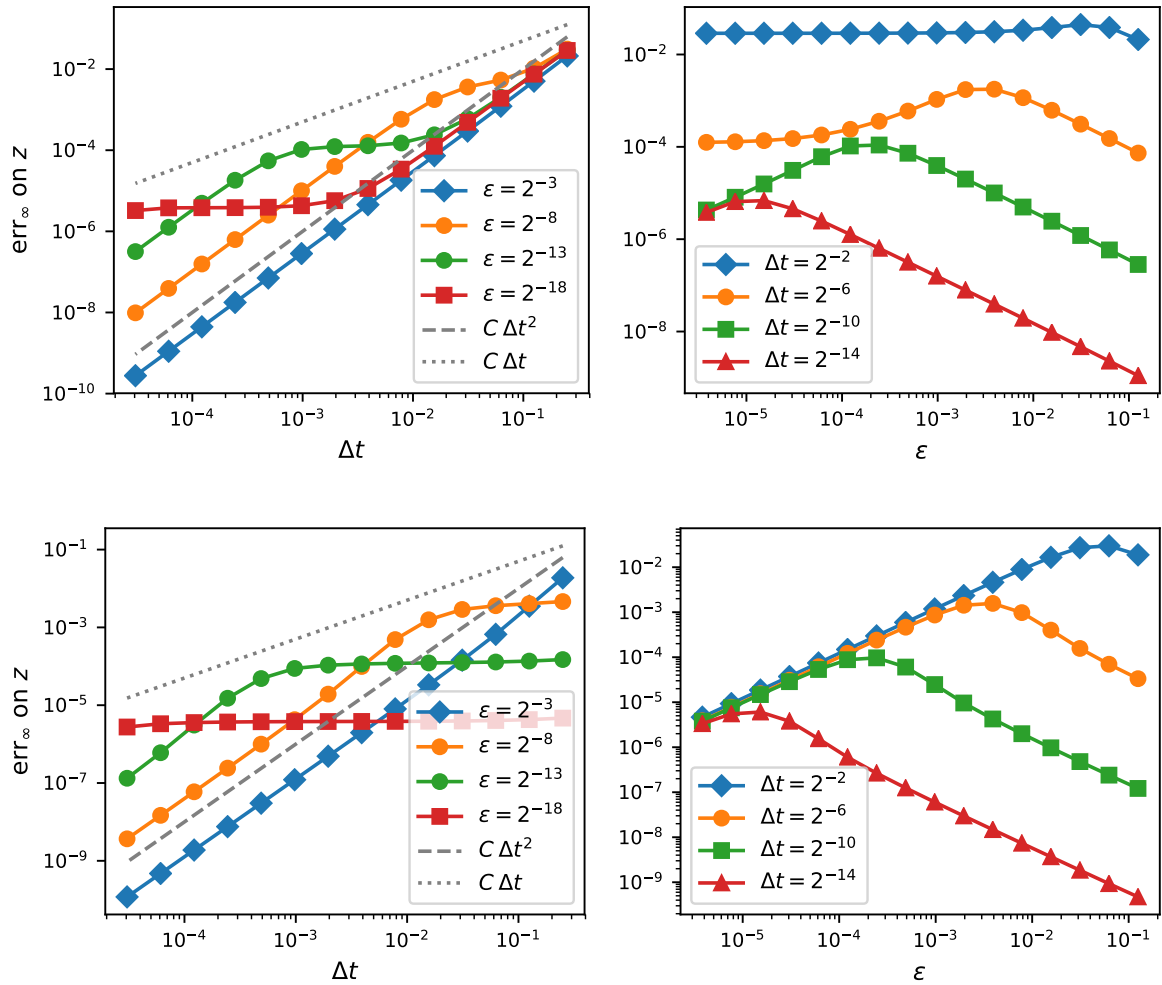 err∞ on z
10⁻²
10⁻⁴
10⁻⁶
10⁻⁸
10⁻¹⁰
ε = 2⁻³
ε = 2⁻⁸
ε = 2⁻¹³
ε = 2⁻¹⁸
C Δt²
C Δt
10⁻⁴
10⁻³
10⁻²
10⁻¹
Δt
10⁻²
10⁻⁴
10⁻⁶
10⁻⁸
Δt = 2⁻²
Δt = 2⁻⁶
Δt = 2⁻¹⁰
Δt = 2⁻¹⁴
10⁻⁵
10⁻⁴
10⁻³
10⁻²
10⁻¹
ε
err∞ on z
10⁻¹
10⁻³
10⁻⁵
10⁻⁷
10⁻⁹
ε = 2⁻³
ε = 2⁻⁸
ε = 2⁻¹³
ε = 2⁻¹⁸
C Δt²
C Δt
10⁻⁴
10⁻³
10⁻²
10⁻¹
Δt
10⁻²
10⁻³
10⁻⁴
10⁻⁵
10⁻⁶
10⁻⁷
10⁻⁸
10⁻⁹
Δt = 2⁻²
Δt = 2⁻⁶
Δt = 2⁻¹⁰
Δt = 2⁻¹⁴
10⁻⁵
10⁻⁴
10⁻³
10⁻²
10⁻¹
ε